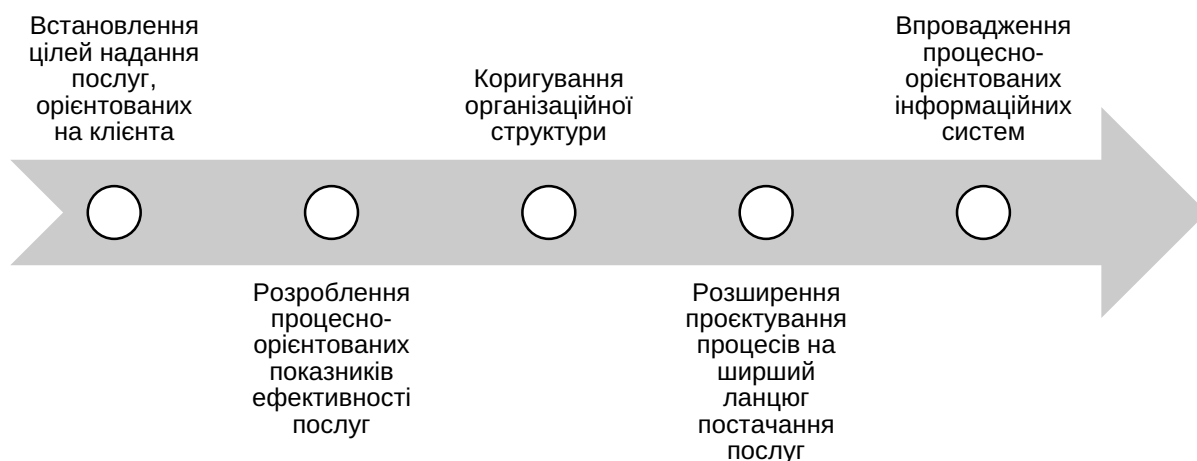 Встановлення
цілей надання
послуг,
орієнтованих
на клієнта
Розроблення
процесно-
орієнтованих
показників
ефективності
послуг
Коригування
організаційної
структури
Розширення
проєктування
процесів на
ширший
ланцюг
постачання
послуг
Впровадження
процесно-
орієнтованих
інформаційних
систем